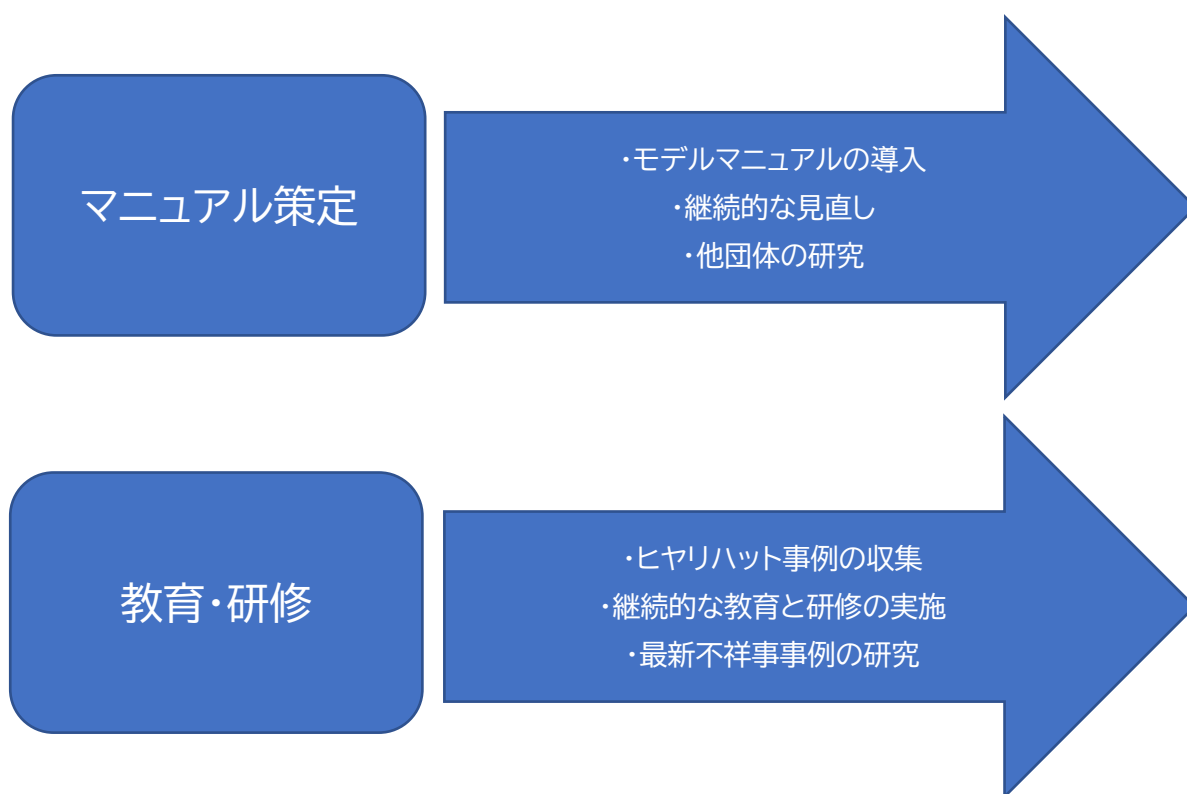 マニュアル策定
・モデルマニュアルの導入
・継続的な見直し
・他団体の研究
教育・研修
・ヒヤリハット事例の収集
・継続的な教育と研修の実施
・最新不祥事事例の研究